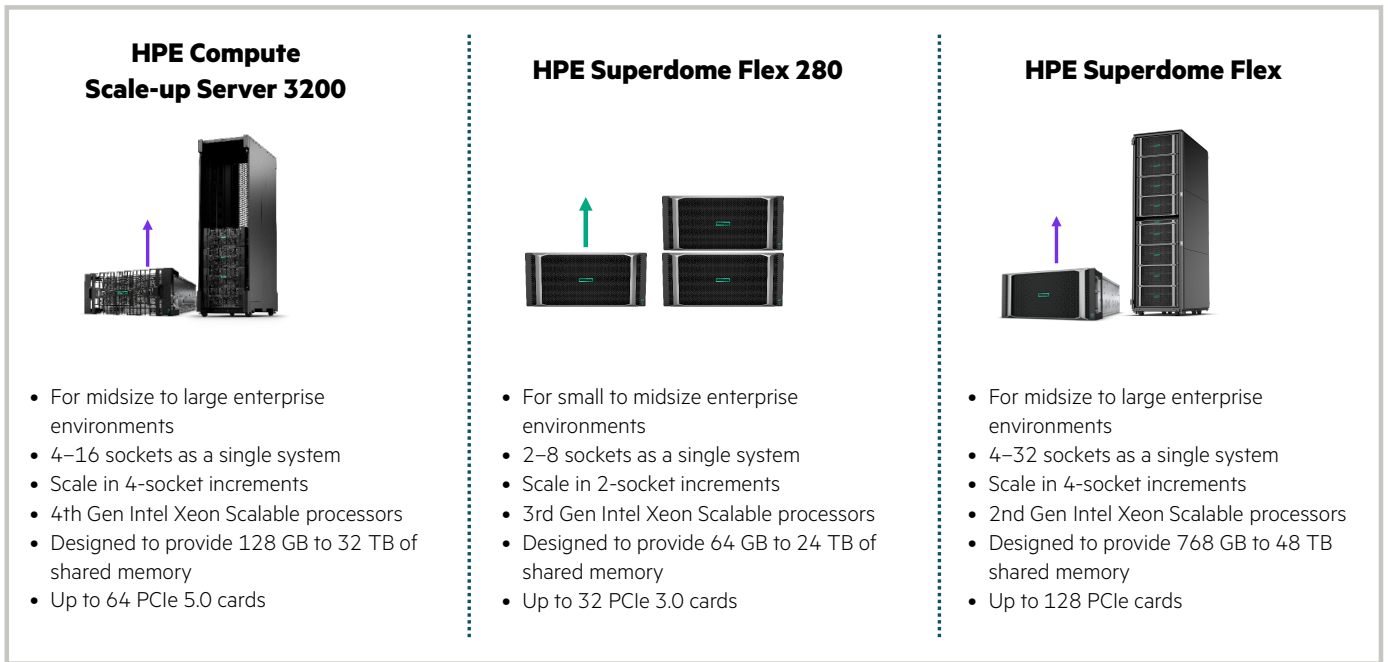 HPE Compute
Scale-up Server 3200
• For midsize to large enterprise
environments
• 4–16 sockets as a single system
• Scale in 4-socket increments
• 4th Gen Intel Xeon Scalable processors
• Designed to provide 128 GB to 32 TB of
shared memory
• Up to 64 PCIe 5.0 cards
HPE Superdome Flex 280
• For small to midsize enterprise
environments
• 2–8 sockets as a single system
• Scale in 2-socket increments
• 3rd Gen Intel Xeon Scalable processors
• Designed to provide 64 GB to 24 TB of
shared memory
• Up to 32 PCIe 3.0 cards
HPE Superdome Flex
• For midsize to large enterprise
environments
• 4–32 sockets as a single system
• Scale in 4-socket increments
• 2nd Gen Intel Xeon Scalable processors
• Designed to provide 768 GB to 48 TB
shared memory
• Up to 128 PCIe cards